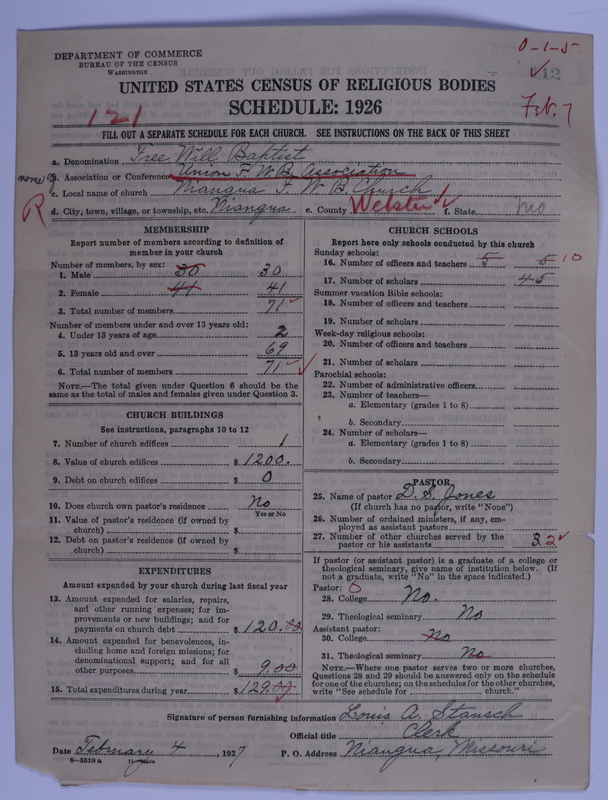 DEPARTMENT OF COMMERCE
BUREAU OF THE CENSUS
WASHINGTON
0-1-5
UNITED STATES CENSUS OF RELIGIOUS BODIES
SCHEDULE: 1926
121
Feb. 7
FILL OUT A SEPARATE SCHEDULE FOR EACH CHURCH. SEE INSTRUCTIONS ON THE BACK OF THIS SHEET
a. Denomination Free Will Baptist
b. Association or Conference Union F. W. B. Association
c. Local name of church Niangua F. W. B. Church
R
d. City, town, village, or township, etc. Niangua e. County Webster f. State Mo
MEMBERSHIP
Report number of members according to definition of
member in your church
Number of members, by sex:
1. Male 30 30
2. Female 41 41
3. Total number of members 71
Number of members under and over 13 years old:
4. Under 13 years of age 2
5. 13 years old and over 69
6. Total number of members 71
NOTE.—The total given under Question 6 should be the
same as the total of males and females given under Question 3.
CHURCH BUILDINGS
See instructions, paragraphs 10 to 12
7. Number of church edifices 1
8. Value of church edifices $ 1200.
9. Debt on church edifices $ 0
10. Does church own pastor's residence No
Yes or No
11. Value of pastor's residence (if owned by
church) $
12. Debt on pastor's residence (if owned by
church) $
EXPENDITURES
Amount expended by your church during last fiscal year
13. Amount expended for salaries, repairs,
and other running expenses; for im-
provements or new buildings; and for
payments on church debt $ 120.00
14. Amount expended for benevolences, in-
cluding home and foreign missions; for
denominational support; and for all
other purposes $ 9.00
15. Total expenditures during year $ 129.00
CHURCH SCHOOLS
Report here only schools conducted by this church
Sunday schools:
16. Number of officers and teachers 5 5 10
17. Number of scholars 45
Summer vacation Bible schools:
18. Number of officers and teachers
19. Number of scholars
Week-day religious schools:
20. Number of officers and teachers
21. Number of scholars
Parochial schools:
22. Number of administrative officers
23. Number of teachers—
a. Elementary (grades 1 to 8)
b. Secondary
24. Number of scholars—
a. Elementary (grades 1 to 8)
b. Secondary
PASTOR
25. Name of pastor D. S. Jones
(If church has no pastor, write "None")
26. Number of ordained ministers, if any, em-
ployed as assistant pastors
27. Number of other churches served by the
pastor or his assistants 3 2
If pastor (or assistant pastor) is a graduate of a college or
theological seminary, give name of institution below. (If
not a graduate, write "No" in the space indicated.)
Pastor: 0
28. College No.
29. Theological seminary No
Assistant pastor:
30. College No
31. Theological seminary No
NOTE.—Where one pastor serves two or more churches,
Questions 28 and 29 should be answered only on the schedule
for one of the churches; on the schedules for the other churches,
write "See schedule for church."
Signature of person furnishing information Louis A. Stausch
Official title Clerk
Date February 4, 1927 P. O. Address Niangua, Missouri
8—5519 a